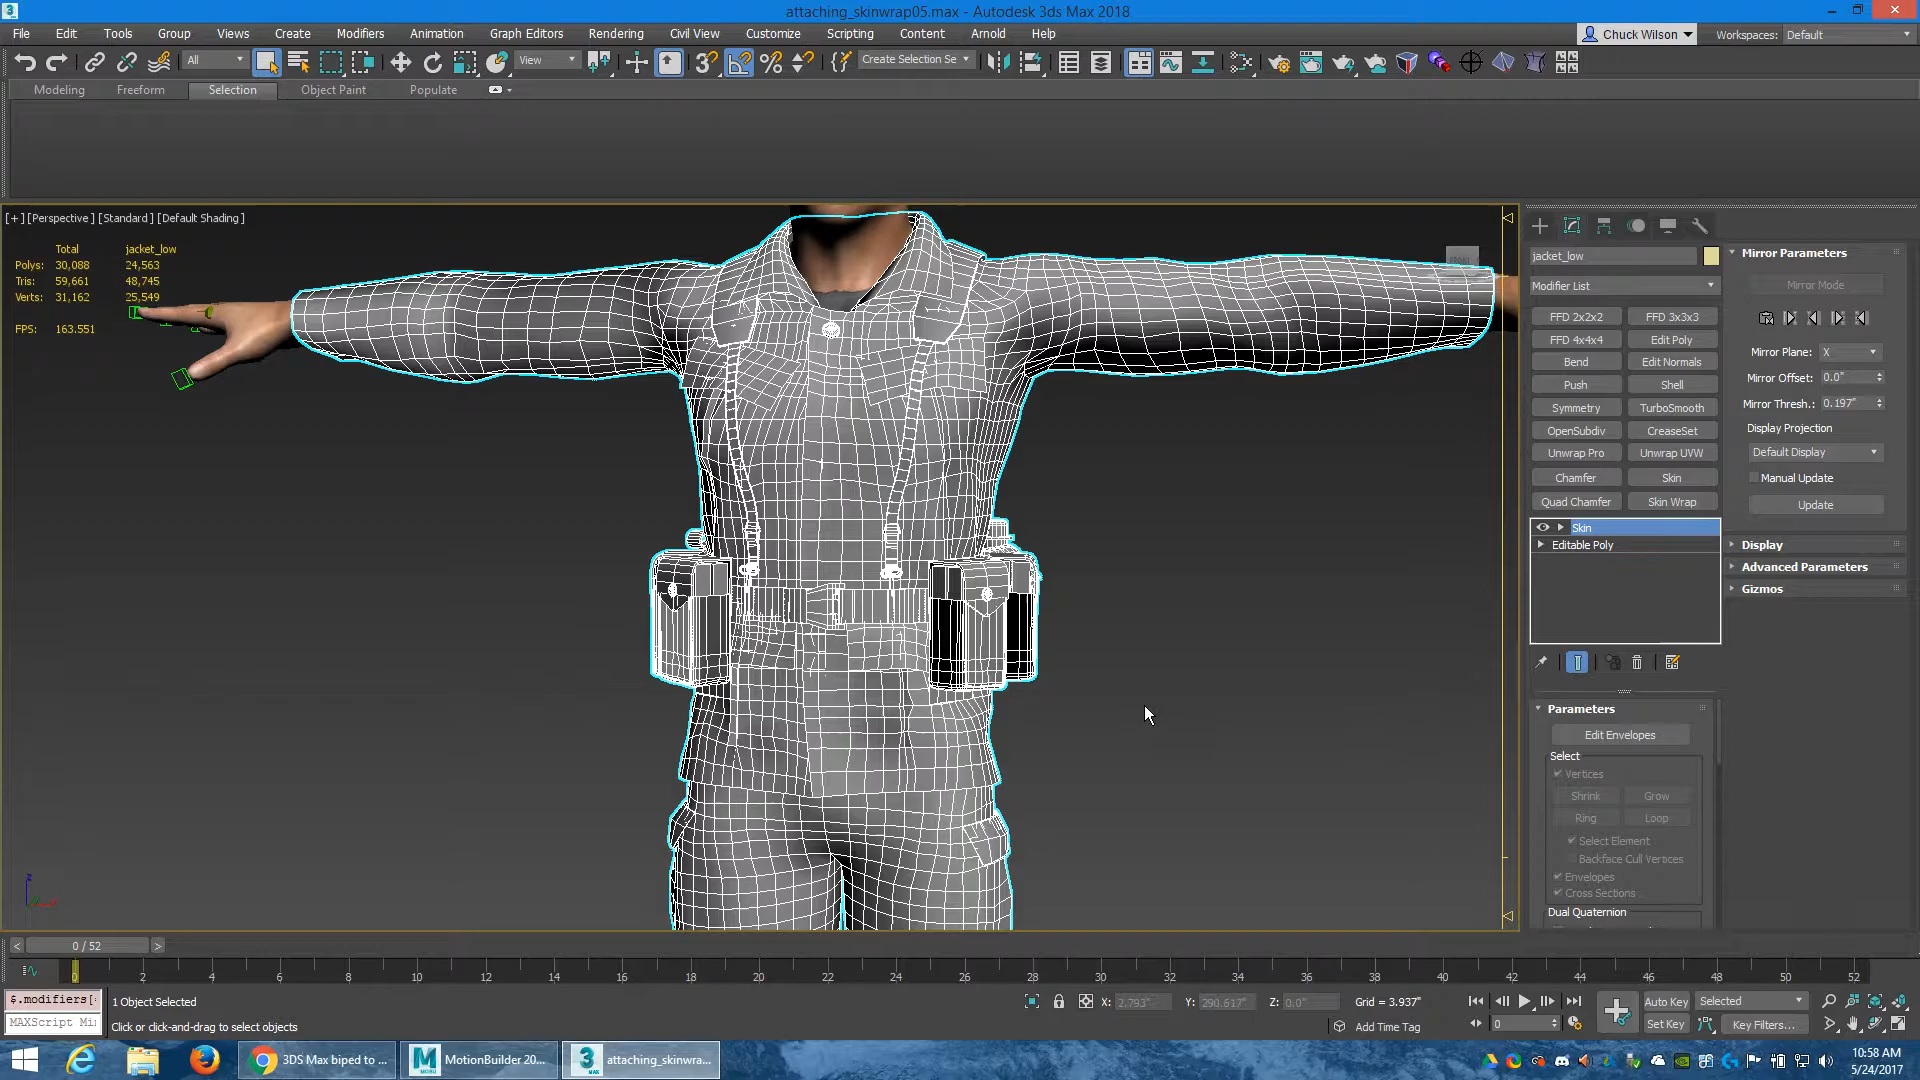 attaching_skinwrap05.max - Autodesk 3ds Max 2018
File Edit Tools Group Views Create Modifiers Animation Graph Editors Rendering Civil View Customize Scripting Content Arnold Help
Chuck Wilson Workspaces: Default
All View Create Selection Se
Modeling Freeform Selection Object Paint Populate
[+] [Perspective ] [Standard ] [Default Shading ]
Total jacket_low
Polys: 30,088 24,563
Tris: 59,661 48,745
Verts: 31,162 25,549
FPS: 163.551
jacket_low
Modifier List
FFD 2x2x2 FFD 3x3x3
FFD 4x4x4 Edit Poly
Bend Edit Normals
Push Shell
Symmetry TurboSmooth
OpenSubdiv CreaseSet
Unwrap Pro Unwrap UVW
Chamfer Skin
Quad Chamfer Skin Wrap
Skin
Editable Poly
Parameters
Edit Envelopes
Select
Vertices
Shrink Grow
Ring Loop
Select Element
Backface Cull Vertices
Envelopes
Cross Sections
Dual Quaternion
Mirror Parameters
Mirror Mode
Mirror Plane: X
Mirror Offset: 0.0"
Mirror Thresh.: 0.197"
Display Projection
Default Display
Manual Update
Update
Display
Advanced Parameters
Gizmos
z
0 / 52
0 2 4 6 8 10 12 14 16 18 20 22 24 26 28 30 32 34 36 38 40 42 44 46 48 50 52
$.modifiers[
MAXScript Mi
1 Object Selected
Click or click-and-drag to select objects
X: 2.793" Y: 290.617" Z: 0.0" Grid = 3.937"
Add Time Tag
0
Auto Key Selected
Set Key Key Filters...
3DS Max biped to ... MotionBuilder 20... attaching_skinwra...
10:58 AM
5/24/2017